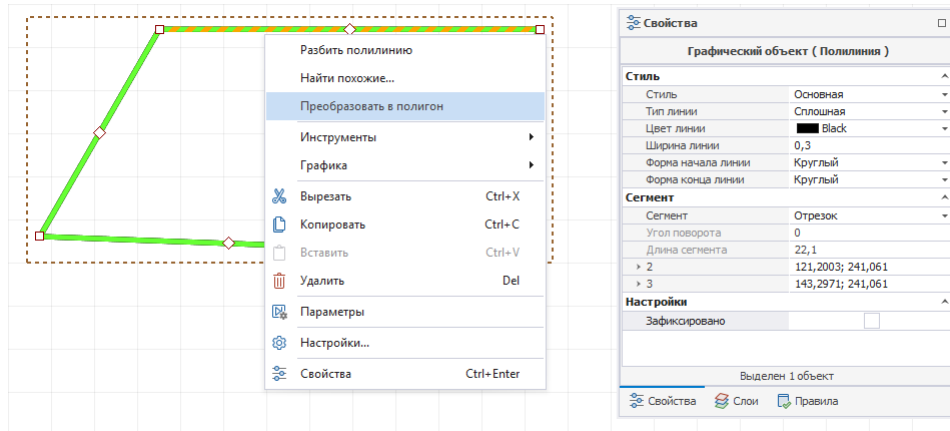 Разбить полилинию
Найти похожие...
Преобразовать в полигон
Инструменты
Графика
Вырезать Ctrl+X
Копировать Ctrl+C
Вставить Ctrl+V
Удалить Del
Параметры
Настройки...
Свойства Ctrl+Enter
Свойства
Графический объект ( Полилиния )
Стиль
Стиль Основная
Тип линии Сплошная
Цвет линии Black
Ширина линии 0,3
Форма начала линии Круглый
Форма конца линии Круглый
Сегмент
Сегмент Отрезок
Угол поворота 0
Длина сегмента 22,1
2 121,2003; 241,061
3 143,2971; 241,061
Настройки
Зафиксировано
Выделен 1 объект
Свойства Слои Правила